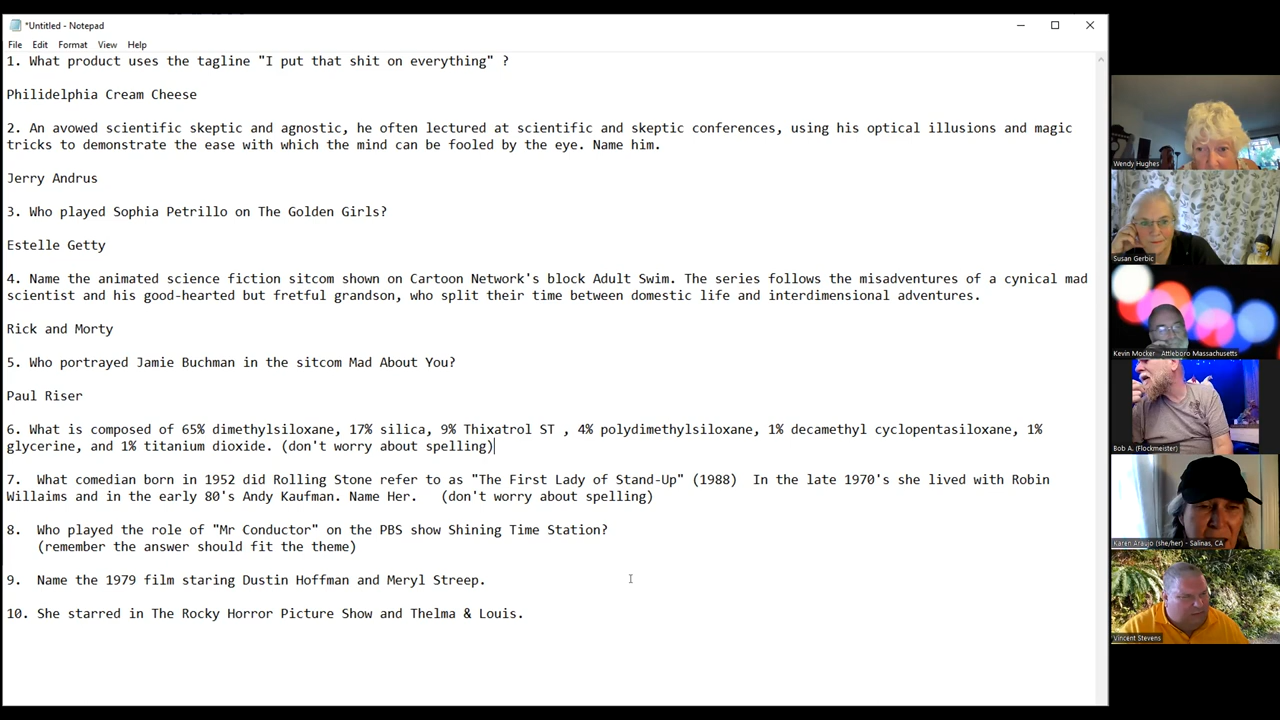 *Untitled - Notepad
File Edit Format View Help
1. What product uses the tagline "I put that shit on everything" ?
Philidelphia Cream Cheese
2. An avowed scientific skeptic and agnostic, he often lectured at scientific and skeptic conferences, using his optical illusions and magic
tricks to demonstrate the ease with which the mind can be fooled by the eye. Name him.
Jerry Andrus
3. Who played Sophia Petrillo on The Golden Girls?
Estelle Getty
4. Name the animated science fiction sitcom shown on Cartoon Network's block Adult Swim. The series follows the misadventures of a cynical mad
scientist and his good-hearted but fretful grandson, who split their time between domestic life and interdimensional adventures.
Rick and Morty
5. Who portrayed Jamie Buchman in the sitcom Mad About You?
Paul Riser
6. What is composed of 65% dimethylsiloxane, 17% silica, 9% Thixatrol ST , 4% polydimethylsiloxane, 1% decamethyl cyclopentasiloxane, 1%
glycerine, and 1% titanium dioxide. (don't worry about spelling)
7.  What comedian born in 1952 did Rolling Stone refer to as "The First Lady of Stand-Up" (1988)  In the late 1970's she lived with Robin
Willaims and in the early 80's Andy Kaufman. Name Her.   (don't worry about spelling)
8.  Who played the role of "Mr Conductor" on the PBS show Shining Time Station?
(remember the answer should fit the theme)
9.  Name the 1979 film staring Dustin Hoffman and Meryl Streep.
10. She starred in The Rocky Horror Picture Show and Thelma & Louis.
Wendy Hughes
Susan Gerbic
Kevin Mocker - Attleboro Massachusetts
Bob A. (Flockmeister)
Karen Araujo (she/her) - Salinas, CA
Vincent Stevens